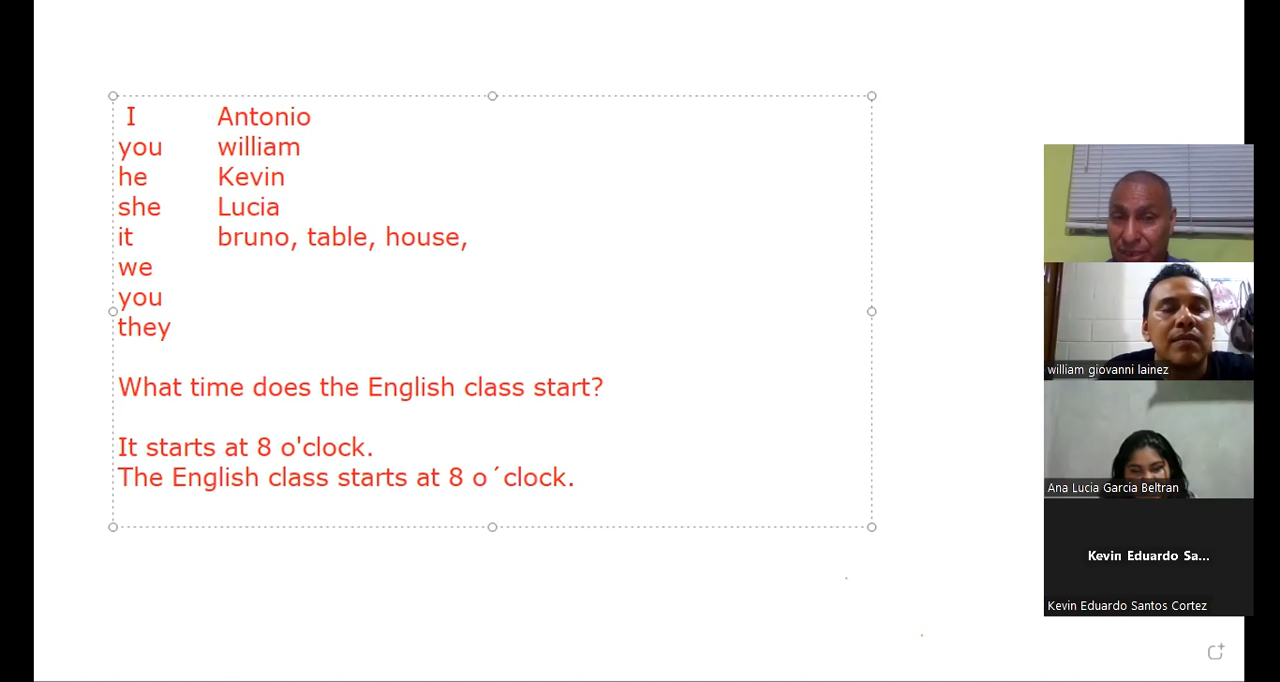 I Antonio
you william
he Kevin
she Lucia
it bruno, table, house,
we
you
they
What time does the English class start?
It starts at 8 o'clock.
The English class starts at 8 o´clock.
william giovanni lainez
Ana Lucia Garcia Beltran
Kevin Eduardo Sa...
Kevin Eduardo Santos Cortez